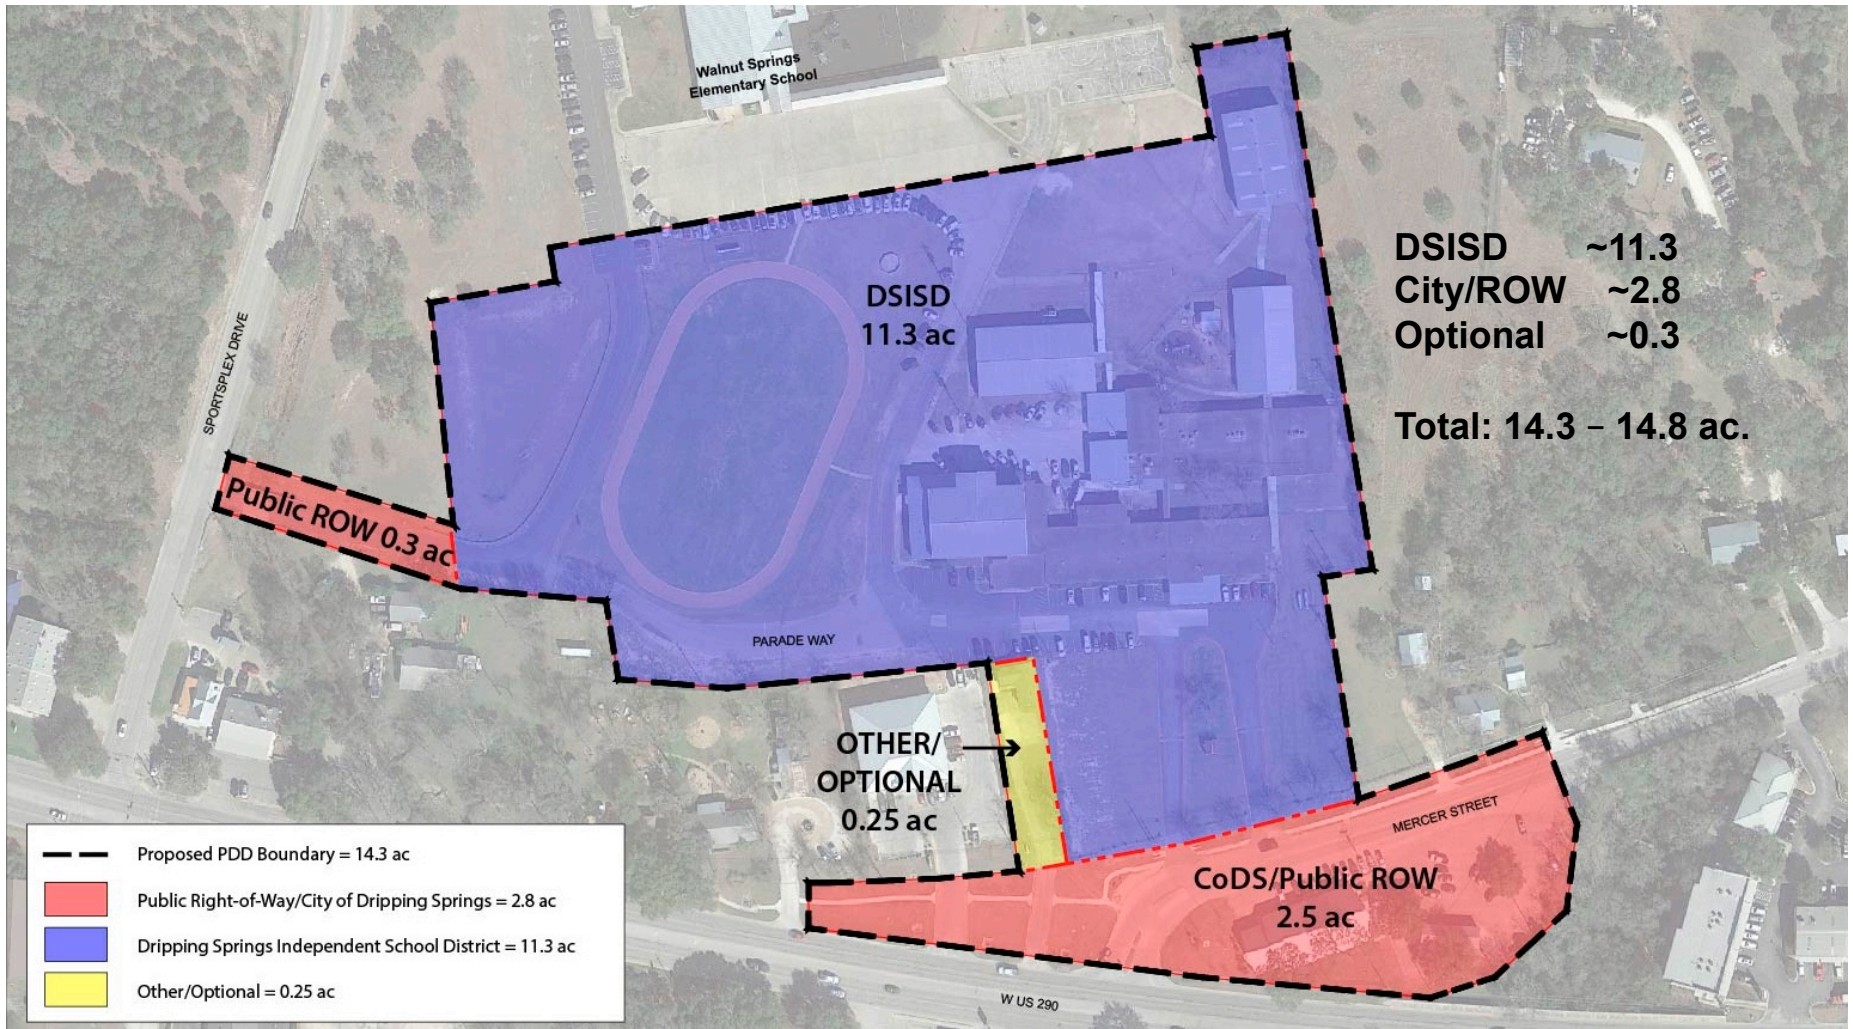 Walnut Springs
Elementary School
DSISD
11.3 ac
DSISD ~11.3
City/ROW ~2.8
Optional ~0.3
Total: 14.3 – 14.8 ac.
SPORTSPLEX DRIVE
Public ROW 0.3 ac
PARADE WAY
OTHER/
OPTIONAL
0.25 ac
MERCER STREET
CoDS/Public ROW
2.5 ac
W US 290
Proposed PDD Boundary = 14.3 ac
Public Right-of-Way/City of Dripping Springs = 2.8 ac
Dripping Springs Independent School District = 11.3 ac
Other/Optional = 0.25 ac